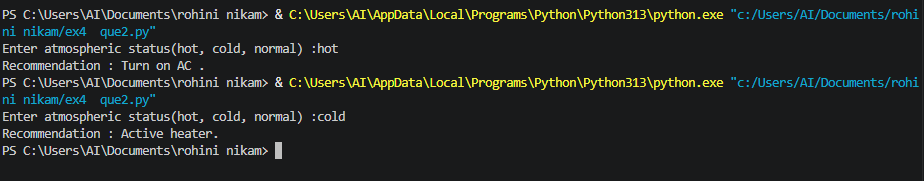 PS C:\Users\AI\Documents\rohini nikam> & C:\Users\AI\AppData\Local\Programs\Python\Python313\python.exe "c:/Users/AI/Documents/rohi
ni nikam/ex4  que2.py"
Enter atmospheric status(hot, cold, normal) :hot
Recommendation : Turn on AC .
PS C:\Users\AI\Documents\rohini nikam> & C:\Users\AI\AppData\Local\Programs\Python\Python313\python.exe "c:/Users/AI/Documents/rohi
ni nikam/ex4  que2.py"
Enter atmospheric status(hot, cold, normal) :cold
Recommendation : Active heater.
PS C:\Users\AI\Documents\rohini nikam>